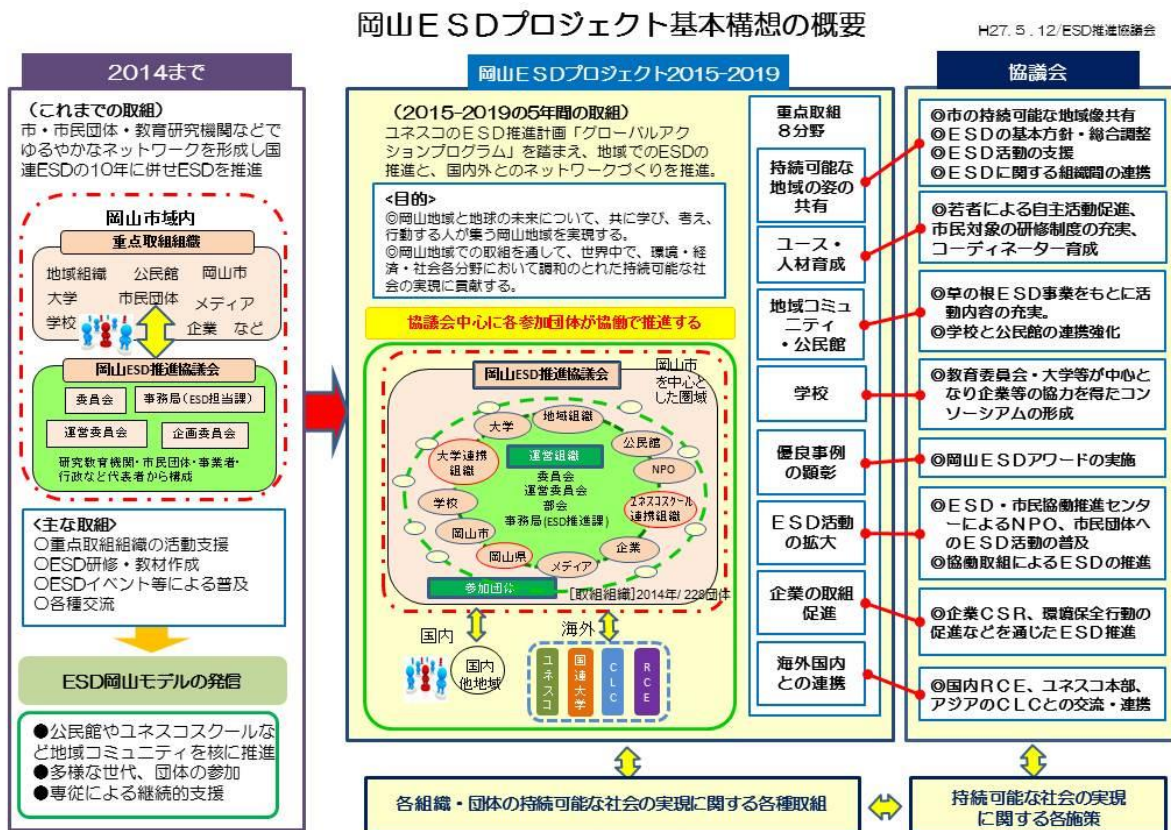 岡山ESDプロジェクト基本構想の概要
H27.5.12/ESD推進協議会
2014まで
（これまでの取組）
市・市民団体・教育研究機関などで
ゆるやかなネットワークを形成し国
連ESDの10年に併せESDを推進
岡山市域内
重点取組組織
地域組織 公民館 岡山市
大学 市民団体 メディア
学校 企業 など
岡山ESD推進協議会
委員会 事務局(ESD担当課)
運営委員会 企画委員会
研究教育機関・市民団体・事業者・
行政など代表者から構成
<主な取組>
○重点取組組織の活動支援
○ESD研修・教材作成
○ESDイベント等による普及
○各種交流
ESD岡山モデルの発信
●公民館やユネスコスクールな
ど地域コミュニティを核に推進
●多様な世代、団体の参加
●専従による継続的支援
岡山ESDプロジェクト2015-2019
（2015-2019の5年間の取組）
ユネスコのESD推進計画「グローバルアク
ションプログラム」を踏まえ、地域でのESDの
推進と、国内外とのネットワークづくりを推進。
<目的>
◎岡山地域と地球の未来について、共に学び、考え、
行動する人が集う岡山地域を実現する。
◎岡山地域での取組を通して、世界中で、環境・経
済・社会各分野において調和のとれた持続可能な社
会の実現に貢献する。
協議会中心に各参加団体が協働で推進する
岡山ESD推進協議会
岡山市
を中心と
した圏域
地域組織
大学
公民館
大学連携
組織
運営組織
NPO
委員会
運営委員会
部会
事務局(ESD推進課)
学校
ユネスコスクール
連携組織
岡山市
企業
岡山県
メディア
参加団体
[取組組織]2014年/228団体
国内
海外
国内
他地域
ユネスコ
国連大学
CLC
RCE
重点取組
8分野
持続可能な
地域の姿の
共有
ユース・
人材育成
地域コミュ
ニティ
・公民館
学校
優良事例
の顕彰
ESD活動
の拡大
企業の取組
促進
海外国内
との連携
協議会
◎市の持続可能な地域像共有
◎ESDの基本方針・総合調整
◎ESD活動の支援
◎ESDに関する組織間の連携
◎若者による自主活動促進、
市民対象の研修制度の充実、
コーディネーター育成
◎草の根ESD事業をもとに活
動内容の充実。
◎学校と公民館の連携強化
◎教育委員会・大学等が中心と
なり企業等の協力を得たコン
ソーシアムの形成
◎岡山ESDアワードの実施
◎ESD・市民協働推進センタ
ーによるNPO、市民団体へ
のESD活動の普及
◎協働取組によるESDの推進
◎企業CSR、環境保全行動の
促進などを通じたESD推進
◎国内RCE、ユネスコ本部、
アジアのCLCとの交流・連携
各組織・団体の持続可能な社会の実現に関する各種取組
持続可能な社会の実現
に関する各施策